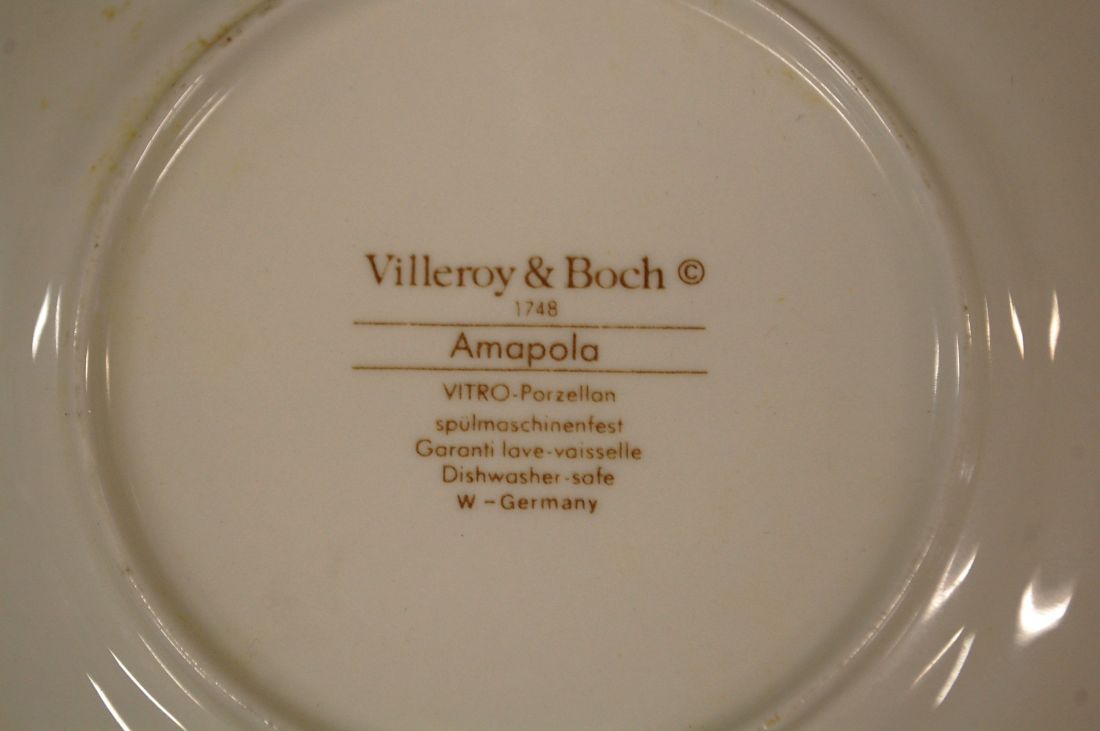 Villeroy & Boch ©
1748
Amapola
VITRO-Porzellan
spülmaschinenfest
Garanti lave-vaisselle
Dishwasher-safe
W-Germany